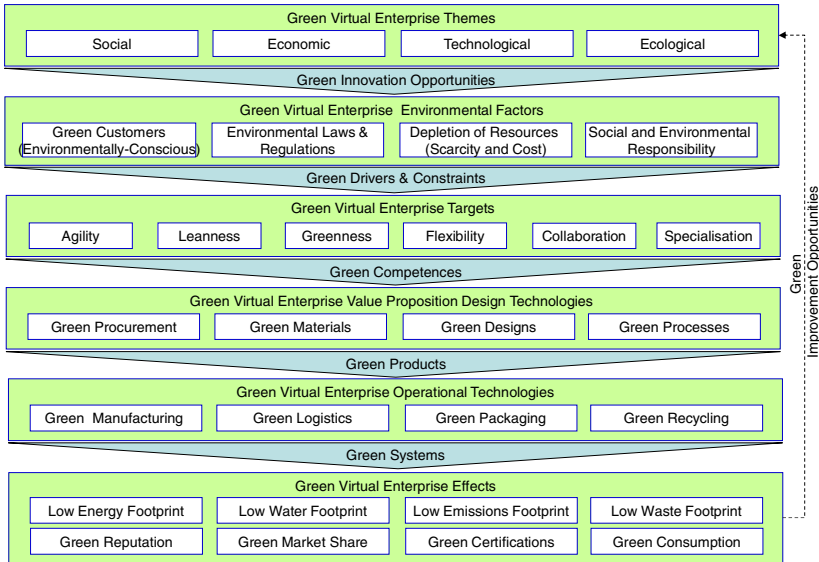 Green Virtual Enterprise Themes
Social
Economic
Technological
Ecological
Green Innovation Opportunities
Green Virtual Enterprise Environmental Factors
Green Customers
(Environmentally-Conscious)
Environmental Laws &
Regulations
Depletion of Resources
(Scarcity and Cost)
Social and Environmental
Responsibility
Green Drivers & Constraints
Green Virtual Enterprise Targets
Agility
Leanness
Greenness
Flexibility
Collaboration
Specialisation
Green Competences
Green Virtual Enterprise Value Proposition Design Technologies
Green Procurement
Green Materials
Green Designs
Green Processes
Green Products
Green Virtual Enterprise Operational Technologies
Green Manufacturing
Green Logistics
Green Packaging
Green Recycling
Green Systems
Green Virtual Enterprise Effects
Low Energy Footprint
Low Water Footprint
Low Emissions Footprint
Low Waste Footprint
Green Reputation
Green Market Share
Green Certifications
Green Consumption
Green
Improvement Opportunities